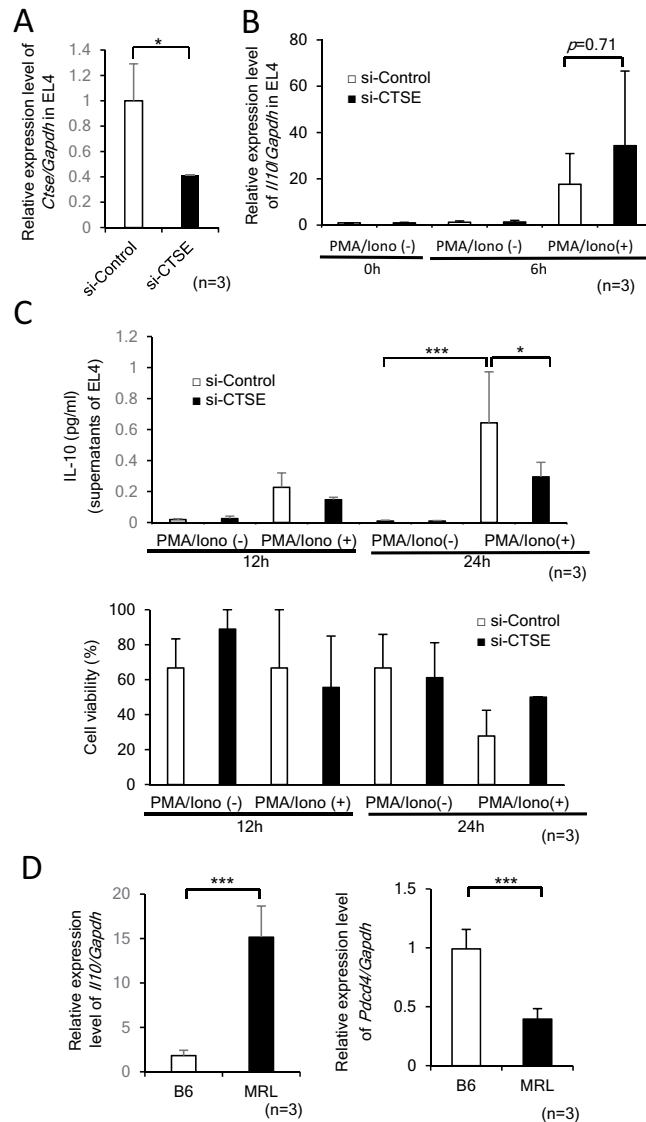 A
Relative expression level of
Ctse/Gapdh in EL4
*
1.4
1.2
1
0.8
0.6
0.4
0.2
0
si-Control
si-CTSE
(n=3)
B
Relative expression level
of Il10/Gapdh in EL4
80
60
40
20
0
si-Control
si-CTSE
p=0.71
PMA/Iono (-)
PMA/Iono (-)
PMA/Iono(+)
0h
6h
(n=3)
C
IL-10 (pg/ml)
(supernatants of EL4)
1.2
1
0.8
0.6
0.4
0.2
0
si-Control
si-CTSE
***
*
PMA/Iono (-)
PMA/Iono (+)
PMA/Iono(-)
PMA/Iono(+)
12h
24h
(n=3)
Cell viability (%)
100
80
60
40
20
0
si-Control
si-CTSE
PMA/Iono (-)
PMA/Iono (+)
PMA/Iono(-)
PMA/Iono(+)
12h
24h
(n=3)
D
Relative expression
level of Il10/Gapdh
20
15
10
5
0
***
B6
MRL
(n=3)
Relative expression level
of Pdcd4/Gapdh
1.5
1
0.5
0
***
B6
MRL
(n=3)